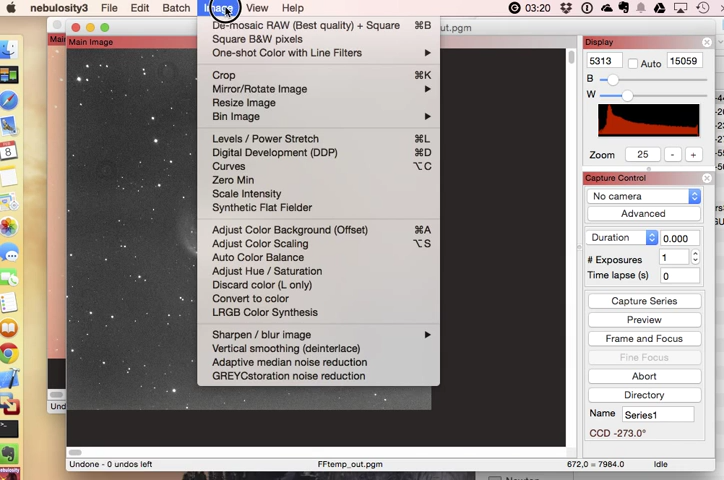 nebulosity3 File Edit Batch Image View Help 03:20
out.pgm
Mai
Main Image
De-mosaic RAW (Best quality) + Square ⌘B
Square B&W pixels
One-shot Color with Line Filters
Crop ⌘K
Mirror/Rotate Image
Resize Image
Bin Image
Levels / Power Stretch ⌘L
Digital Development (DDP) ⌘D
Curves ⌥C
Zero Min
Scale Intensity
Synthetic Flat Fielder
Adjust Color Background (Offset) ⌘A
Adjust Color Scaling ⌥S
Auto Color Balance
Adjust Hue / Saturation
Discard color (L only)
Convert to color
LRGB Color Synthesis
Sharpen / blur image
Vertical smoothing (deinterlace)
Adaptive median noise reduction
GREYCstoration noise reduction
Display
5313 Auto 15059
B
W
Zoom 25 - +
Capture Control
No camera
Advanced
Duration 0.000
# Exposures 1
Time lapse (s) 0
Capture Series
Preview
Frame and Focus
Fine Focus
Abort
Directory
Name Series1
CCD -273.0°
Und
Undone - 0 undos left FFtemp_out.pgm 672,0 = 7984.0 Idle
8